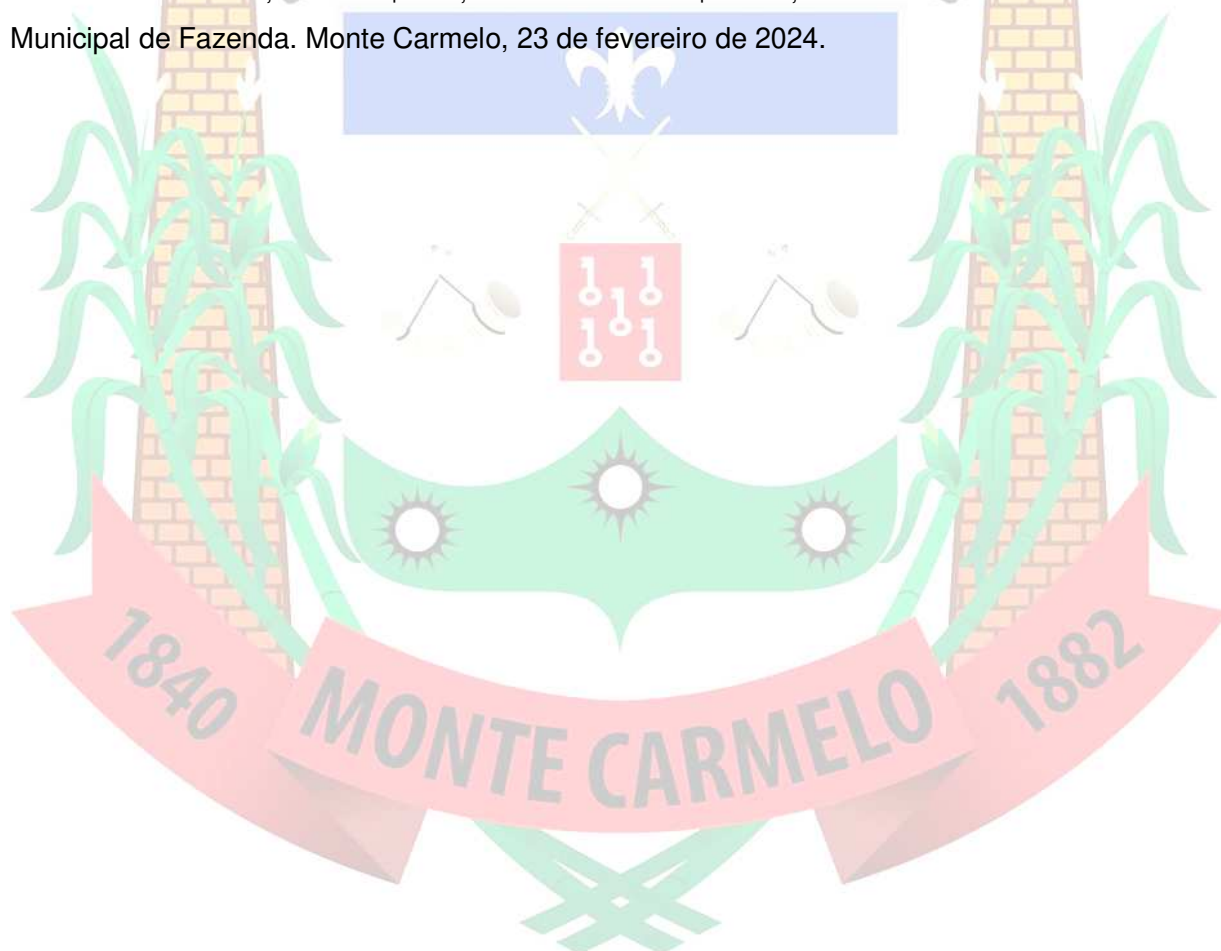 Municipal de Fazenda. Monte Carmelo, 23 de fevereiro de 2024.
1840
MONTE CARMELO
1882